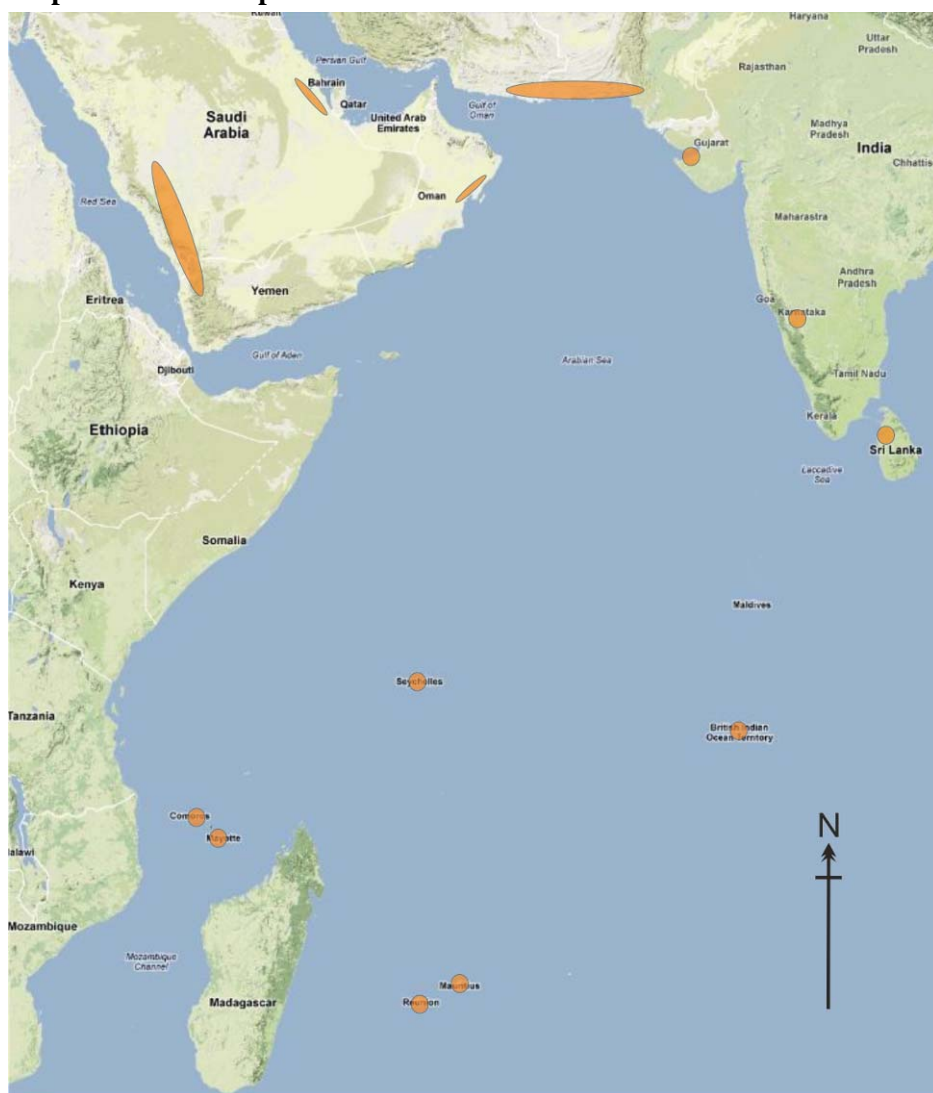 Haryana
Kuwait
Uttar
Pradesh
Persian Gulf
Rajasthan
Bahrain
Qatar
Gulf of
Oman
Saudi
Arabia
United Arab
Emirates
Madhya
Pradesh
Gujarat
India
Chhattis
Oman
Red Sea
Maharastra
Yemen
Andhra
Pradesh
Eritrea
Goa
Karnataka
Gulf of Aden
Arabian Sea
Djibouti
Tamil Nadu
Kerala
Ethiopia
Sri Lanka
Laccadive
Sea
Somalia
Kenya
Maldives
Seychelles
Tanzania
British Indian
Ocean Territory
Comoros
Mayotte
N
Malawi
Mozambique
Mozambique
Channel
Mauritius
Madagascar
Reunion